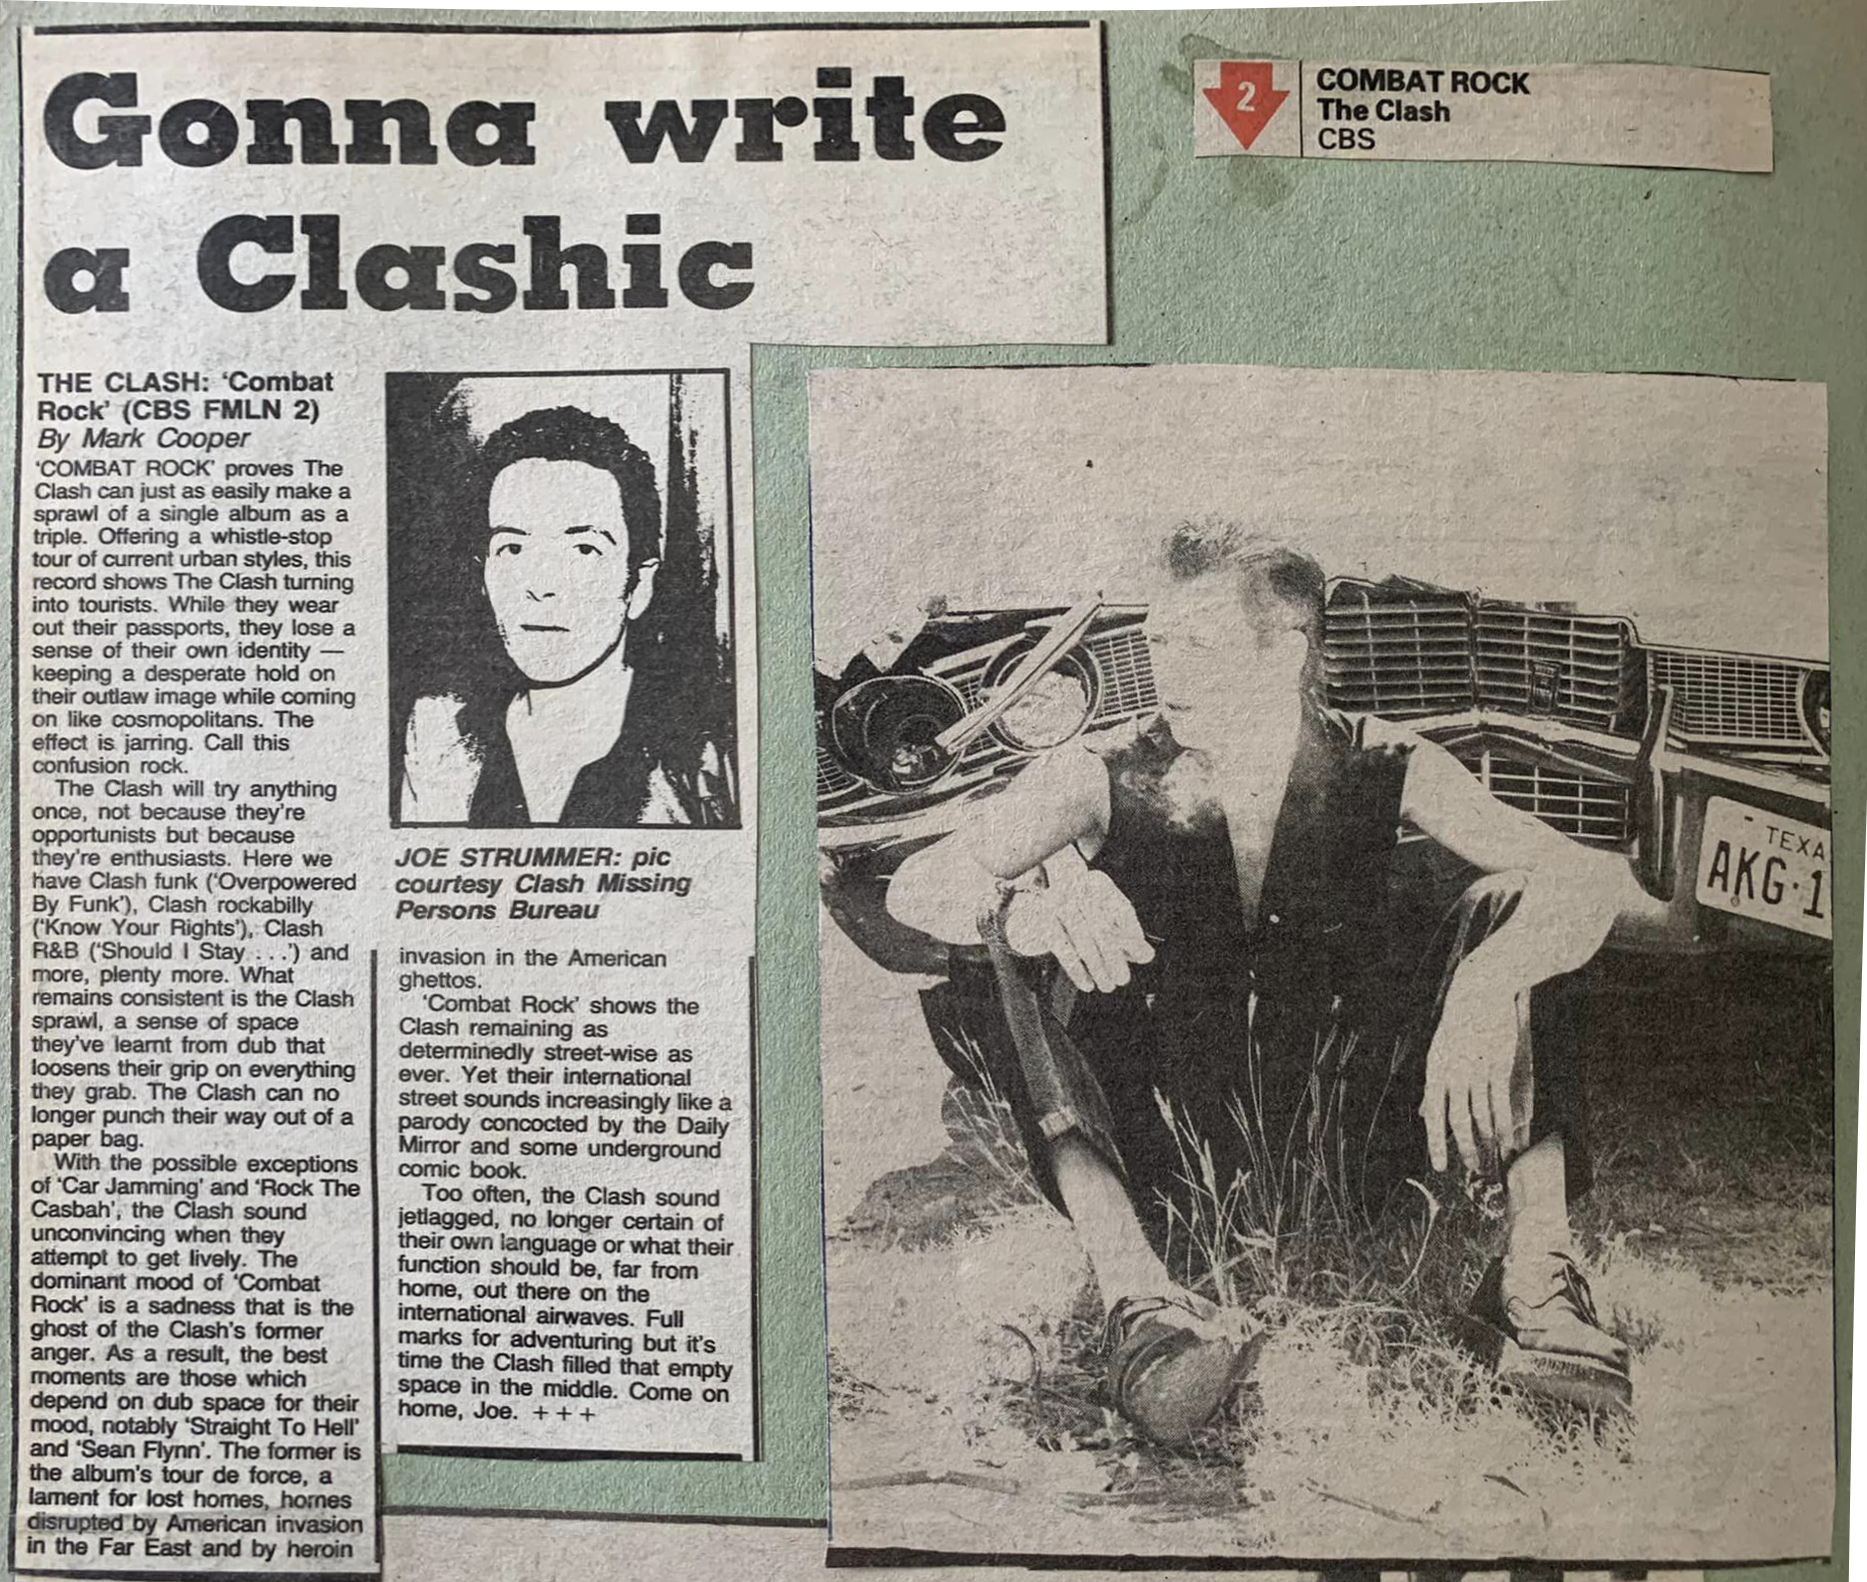 Gonna write
a Clashic
2
COMBAT ROCK
The Clash
CBS
THE CLASH: ‘Combat
Rock’ (CBS FMLN 2)
By Mark Cooper
‘COMBAT ROCK’ proves The
Clash can just as easily make a
sprawl of a single album as a
triple. Offering a whistle-stop
tour of current urban styles, this
record shows The Clash turning
into tourists. While they wear
out their passports, they lose a
sense of their own identity —
keeping a desperate hold on
their outlaw image while coming
on like cosmopolitans. The
effect is jarring. Call this
confusion rock.
The Clash will try anything
once, not because they're
opportunists but because
they're enthusiasts. Here we
have Clash funk (‘Overpowered
By Funk’), Clash rockabilly
(‘Know Your Rights’), Clash
R&B (‘Should I Stay . . .’) and
more, plenty more. What
remains consistent is the Clash
sprawl, a sense of space
they've learnt from dub that
loosens their grip on everything
they grab. The Clash can no
longer punch their way out of a
paper bag.
With the possible exceptions
of ‘Car Jamming’ and ‘Rock The
Casbah’, the Clash sound
unconvincing when they
attempt to get lively. The
dominant mood of ‘Combat
Rock’ is a sadness that is the
ghost of the Clash's former
anger. As a result, the best
moments are those which
depend on dub space for their
mood, notably ‘Straight To Hell’
and ‘Sean Flynn’. The former is
the album's tour de force, a
lament for lost homes, homes
disrupted by American invasion
in the Far East and by heroin
JOE STRUMMER: pic
courtesy Clash Missing
Persons Bureau
invasion in the American
ghettos.
‘Combat Rock’ shows the
Clash remaining as
determinedly street-wise as
ever. Yet their international
street sounds increasingly like a
parody concocted by the Daily
Mirror and some underground
comic book.
Too often, the Clash sound
jetlagged, no longer certain of
their own language or what their
function should be, far from
home, out there on the
international airwaves. Full
marks for adventuring but it's
time the Clash filled that empty
space in the middle. Come on
home, Joe. + + +
TEXA
AKG·1